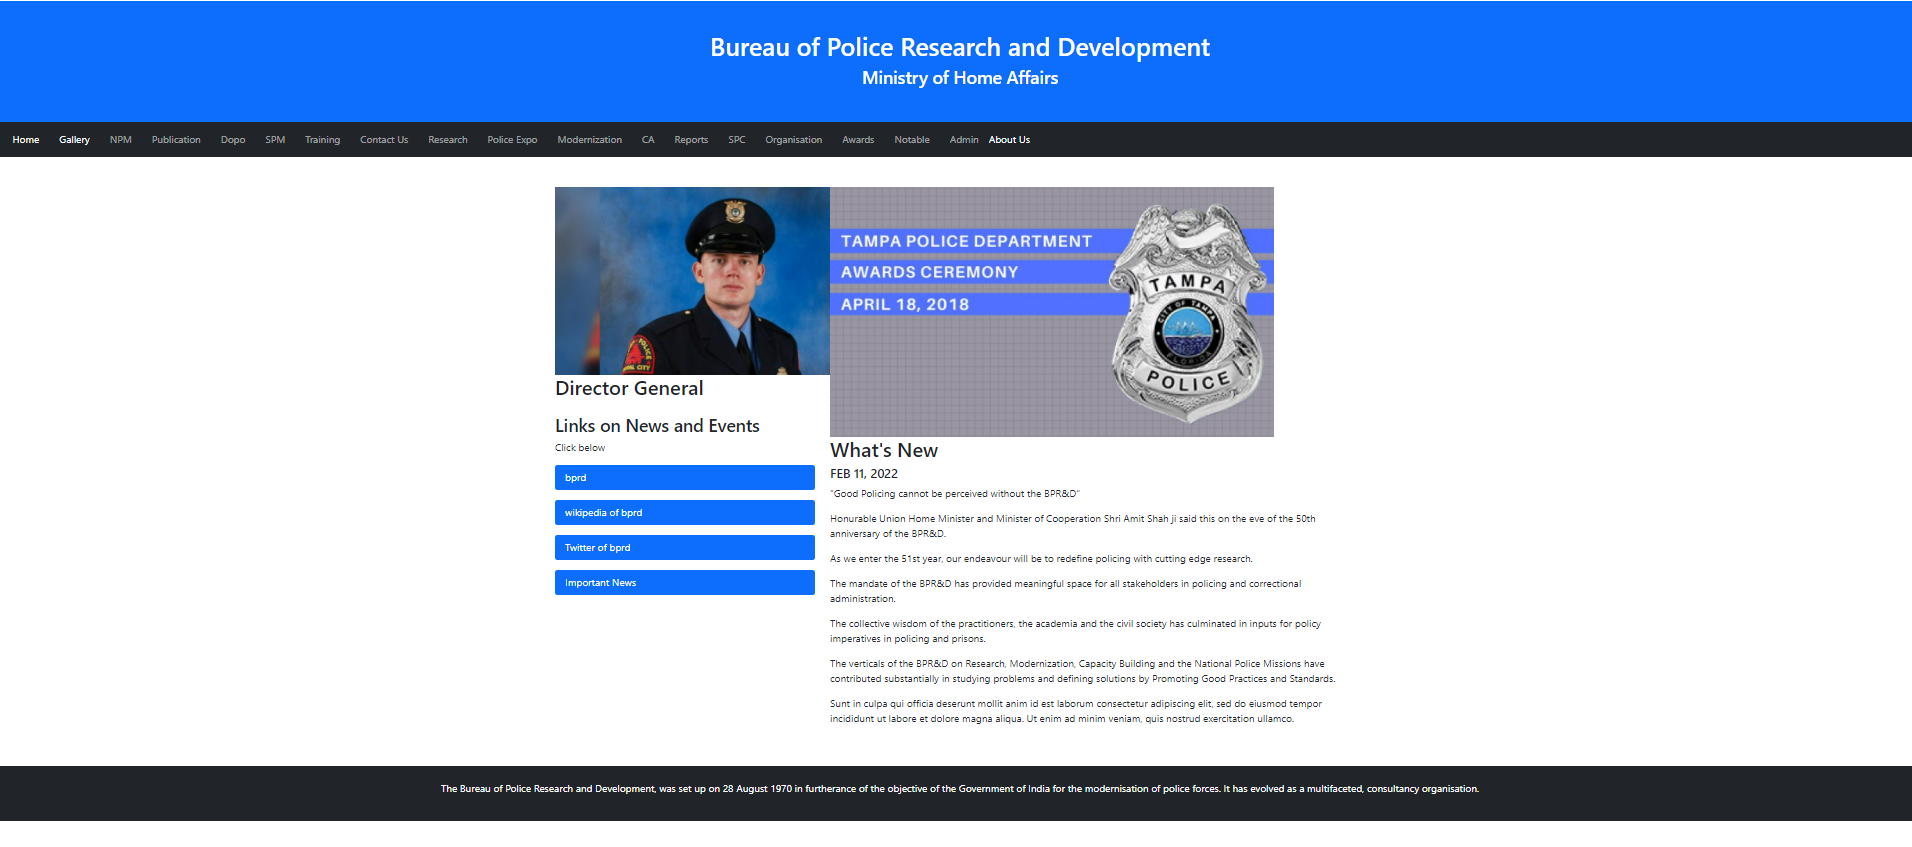 Bureau of Police Research and Development
Ministry of Home Affairs
Home Gallery NPM Publication Dopo SPM Training Contact Us Research Police Expo Modernization CA Reports SPC Organisation Awards Notable Admin About Us
POLICE
TAMPA POLICE DEPARTMENT
AWARDS CEREMONY
APRIL 18, 2018
TAMPA
CITY OF TAMPA
FLORIDA
POLICE
Director General
Links on News and Events
Click below
bprd
wikipedia of bprd
Twitter of bprd
Important News
What's New
FEB 11, 2022
"Good Policing cannot be perceived without the BPR&D"
Honurable Union Home Minister and Minister of Cooperation Shri Amit Shah ji said this on the eve of the 50th
anniversary of the BPR&D.
As we enter the 51st year, our endeavour will be to redefine policing with cutting edge research.
The mandate of the BPR&D has provided meaningful space for all stakeholders in policing and correctional
administration.
The collective wisdom of the practitioners, the academia and the civil society has culminated in inputs for policy
imperatives in policing and prisons.
The verticals of the BPR&D on Research, Modernization, Capacity Building and the National Police Missions have
contributed substantially in studying problems and defining solutions by Promoting Good Practices and Standards.
Sunt in culpa qui officia deserunt mollit anim id est laborum consectetur adipiscing elit, sed do eiusmod tempor
incididunt ut labore et dolore magna aliqua. Ut enim ad minim veniam, quis nostrud exercitation ullamco.
The Bureau of Police Research and Development, was set up on 28 August 1970 in furtherance of the objective of the Government of India for the modernisation of police forces. It has evolved as a multifaceted, consultancy organisation.